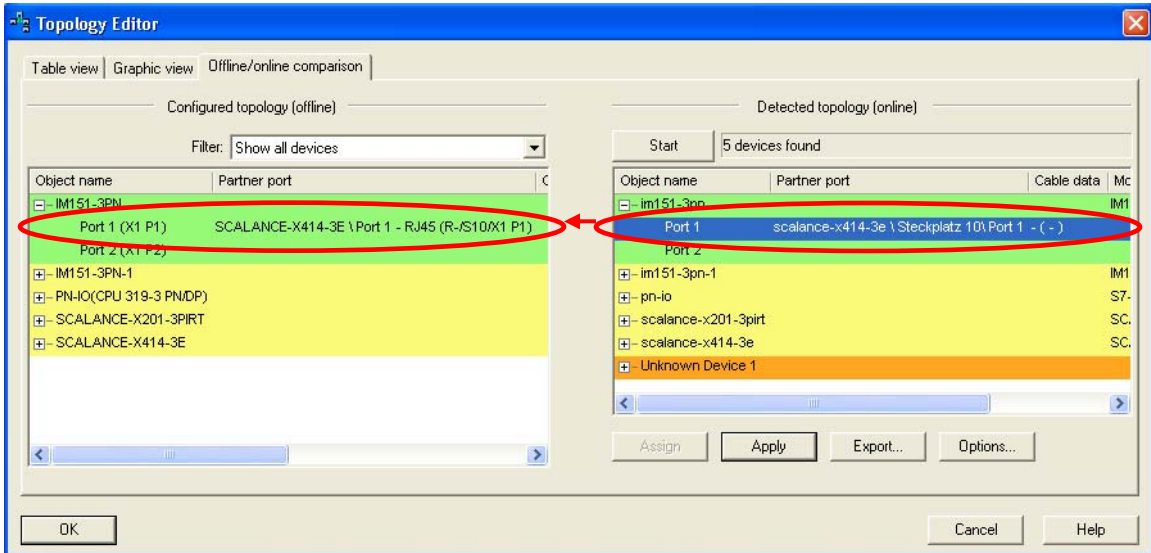 Topology Editor
Table view Graphic view Offline/online comparison
Configured topology (offline)
Filter: Show all devices
Object name Partner port C
IM151-3PN
Port 1 (X1 P1) SCALANCE-X414-3E \ Port 1 - RJ45 (R-/S10/X1 P1)
Port 2 (X1 P2)
IM151-3PN-1
PN-IO(CPU 319-3 PN/DP)
SCALANCE-X201-3PIRT
SCALANCE-X414-3E
Detected topology (online)
Start 5 devices found
Object name Partner port Cable data Mo
im151-3pn IM1
Port 1 scalance-x414-3e \ Steckplatz 10\ Port 1 - ( - )
Port 2
im151-3pn-1 IM1
pn-io S7-
scalance-x201-3pirt SC.
scalance-x414-3e SC.
Unknown Device 1
Assign Apply Export... Options...
OK Cancel Help